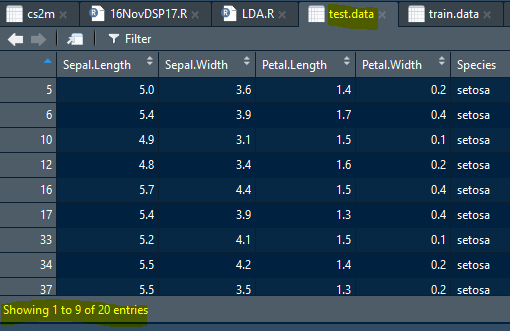 cs2m 16NovDSP17.R LDA.R test.data train.data
Filter
Sepal.Length Sepal.Width Petal.Length Petal.Width Species
5 5.0 3.6 1.4 0.2 setosa
6 5.4 3.9 1.7 0.4 setosa
10 4.9 3.1 1.5 0.1 setosa
12 4.8 3.4 1.6 0.2 setosa
16 5.7 4.4 1.5 0.4 setosa
17 5.4 3.9 1.3 0.4 setosa
33 5.2 4.1 1.5 0.1 setosa
34 5.5 4.2 1.4 0.2 setosa
37 5.5 3.5 1.3 0.2 setosa
Showing 1 to 9 of 20 entries